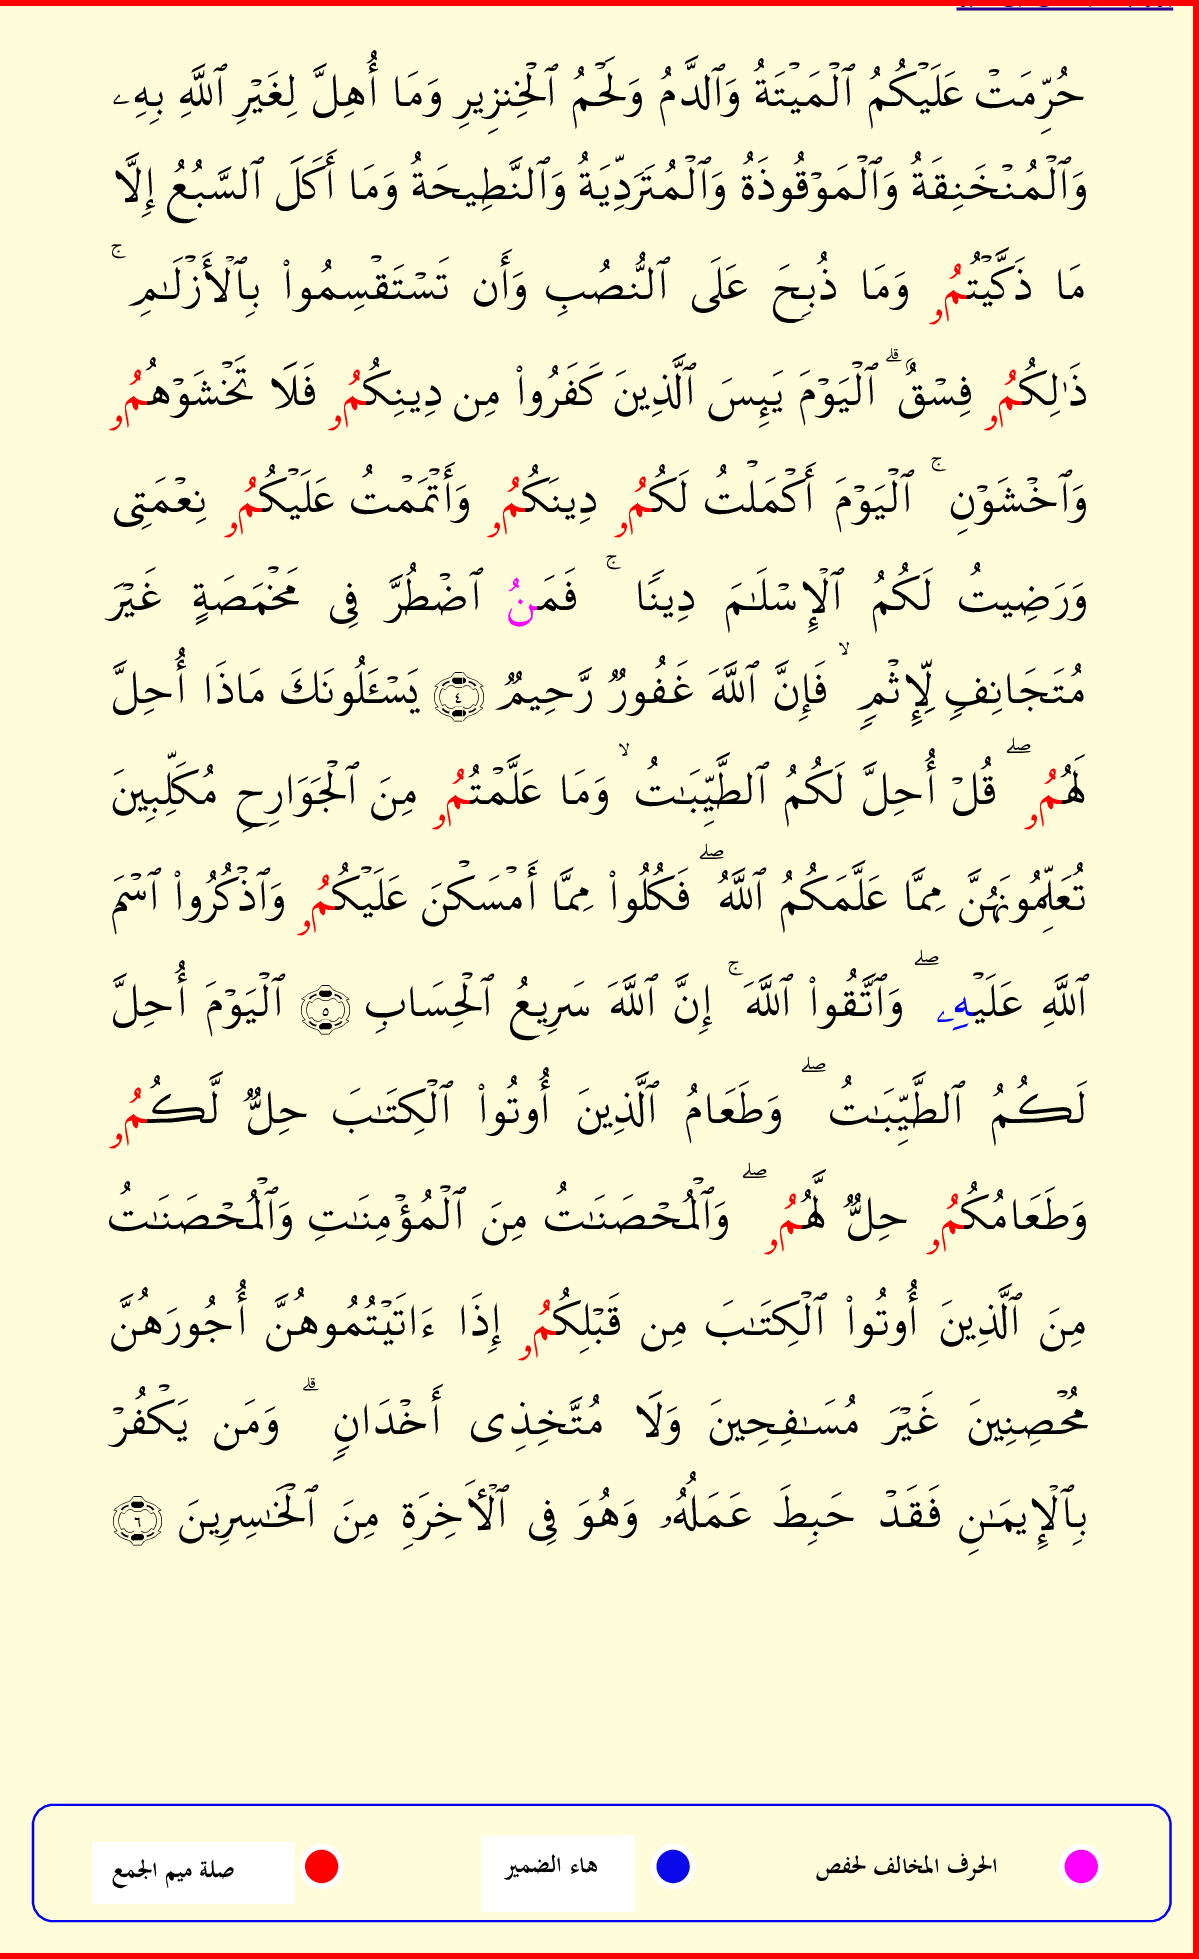 حُرِّمَتْ عَلَيْكُمُ ٱلْمَيْتَةُ وَٱلدَّمُ وَلَحْمُ ٱلْخِنزِيرِ وَمَا أُهِلَّ لِغَيْرِ ٱللَّهِ بِهِۦ
وَٱلْمُنْخَنِقَةُ وَٱلْمَوْقُوذَةُ وَٱلْمُتَرَدِّيَةُ وَٱلنَّطِيحَةُ وَمَا أَكَلَ ٱلسَّبُعُ إِلَّا
مَا ذَكَّيْتُمُۥ وَمَا ذُبِحَ عَلَى ٱلنُّصُبِ وَأَن تَسْتَقْسِمُوا۟ بِٱلْأَزْلَـٰمِ ۚ
ذَٰلِكُمُۥ فِسْقٌ ۗ ٱلْيَوْمَ يَئِسَ ٱلَّذِينَ كَفَرُوا۟ مِن دِينِكُمُۥ فَلَا تَخْشَوْهُمُۥ
وَٱخْشَوْنِ ۚ ٱلْيَوْمَ أَكْمَلْتُ لَكُمُۥ دِينَكُمُۥ وَأَتْمَمْتُ عَلَيْكُمُۥ نِعْمَتِى
وَرَضِيتُ لَكُمُ ٱلْإِسْلَـٰمَ دِينًا ۚ فَمَنُ ٱضْطُرَّ فِى مَخْمَصَةٍ غَيْرَ
مُتَجَانِفٍ لِّإِثْمٍ ۙ فَإِنَّ ٱللَّهَ غَفُورٌ رَّحِيمٌ ٤ يَسْـَٔلُونَكَ مَاذَا أُحِلَّ
لَهُمُۥ ۖ قُلْ أُحِلَّ لَكُمُ ٱلطَّيِّبَـٰتُ ۙ وَمَا عَلَّمْتُمُۥ مِنَ ٱلْجَوَارِحِ مُكَلِّبِينَ
تُعَلِّمُونَهُنَّ مِمَّا عَلَّمَكُمُ ٱللَّهُ ۖ فَكُلُوا۟ مِمَّا أَمْسَكْنَ عَلَيْكُمُۥ وَٱذْكُرُوا۟ ٱسْمَ
ٱللَّهِ عَلَيْهِۦ ۖ وَٱتَّقُوا۟ ٱللَّهَ ۚ إِنَّ ٱللَّهَ سَرِيعُ ٱلْحِسَابِ ٥ ٱلْيَوْمَ أُحِلَّ
لَكُمُ ٱلطَّيِّبَـٰتُ ۖ وَطَعَامُ ٱلَّذِينَ أُوتُوا۟ ٱلْكِتَـٰبَ حِلٌّ لَّكُمُۥ
وَطَعَامُكُمُۥ حِلٌّ لَّهُمُۥ ۖ وَٱلْمُحْصَنَـٰتُ مِنَ ٱلْمُؤْمِنَـٰتِ وَٱلْمُحْصَنَـٰتُ
مِنَ ٱلَّذِينَ أُوتُوا۟ ٱلْكِتَـٰبَ مِن قَبْلِكُمُۥ إِذَا ءَاتَيْتُمُوهُنَّ أُجُورَهُنَّ
مُحْصِنِينَ غَيْرَ مُسَـٰفِحِينَ وَلَا مُتَّخِذِى أَخْدَانٍ ۗ وَمَن يَكْفُرْ
بِٱلْإِيمَـٰنِ فَقَدْ حَبِطَ عَمَلُهُۥ وَهُوَ فِى ٱلْأَخِرَةِ مِنَ ٱلْخَـٰسِرِينَ ٦
الحرف المخالف لحفص هاء الضمير صلة ميم الجمع